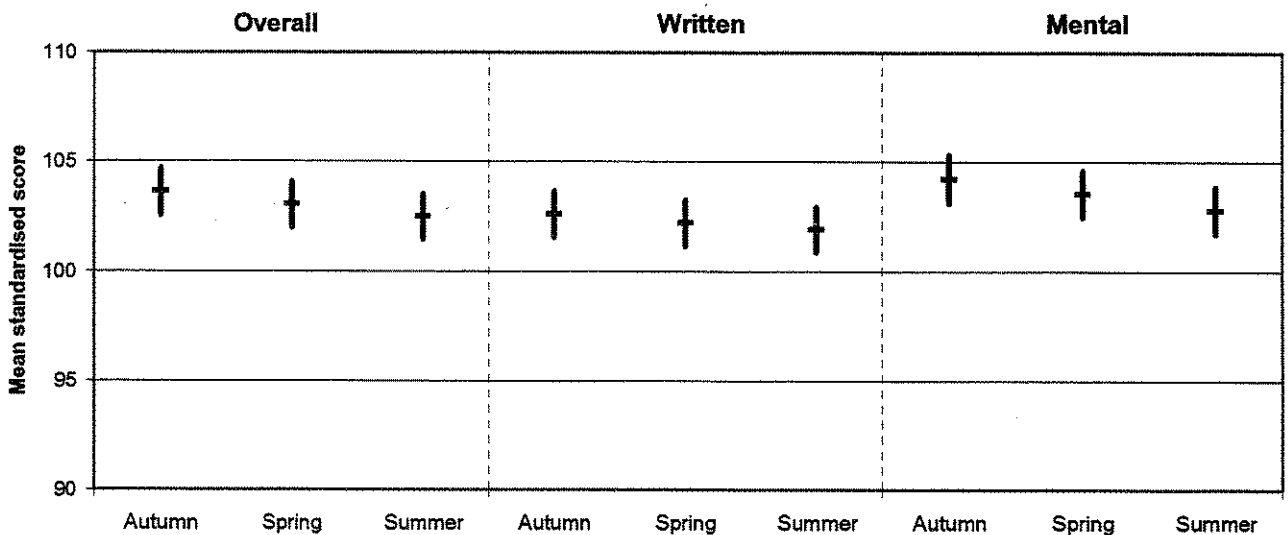 Overall Written Mental
110
105
100
95
90
Mean standardised score
Autumn Spring Summer Autumn Spring Summer Autumn Spring Summer